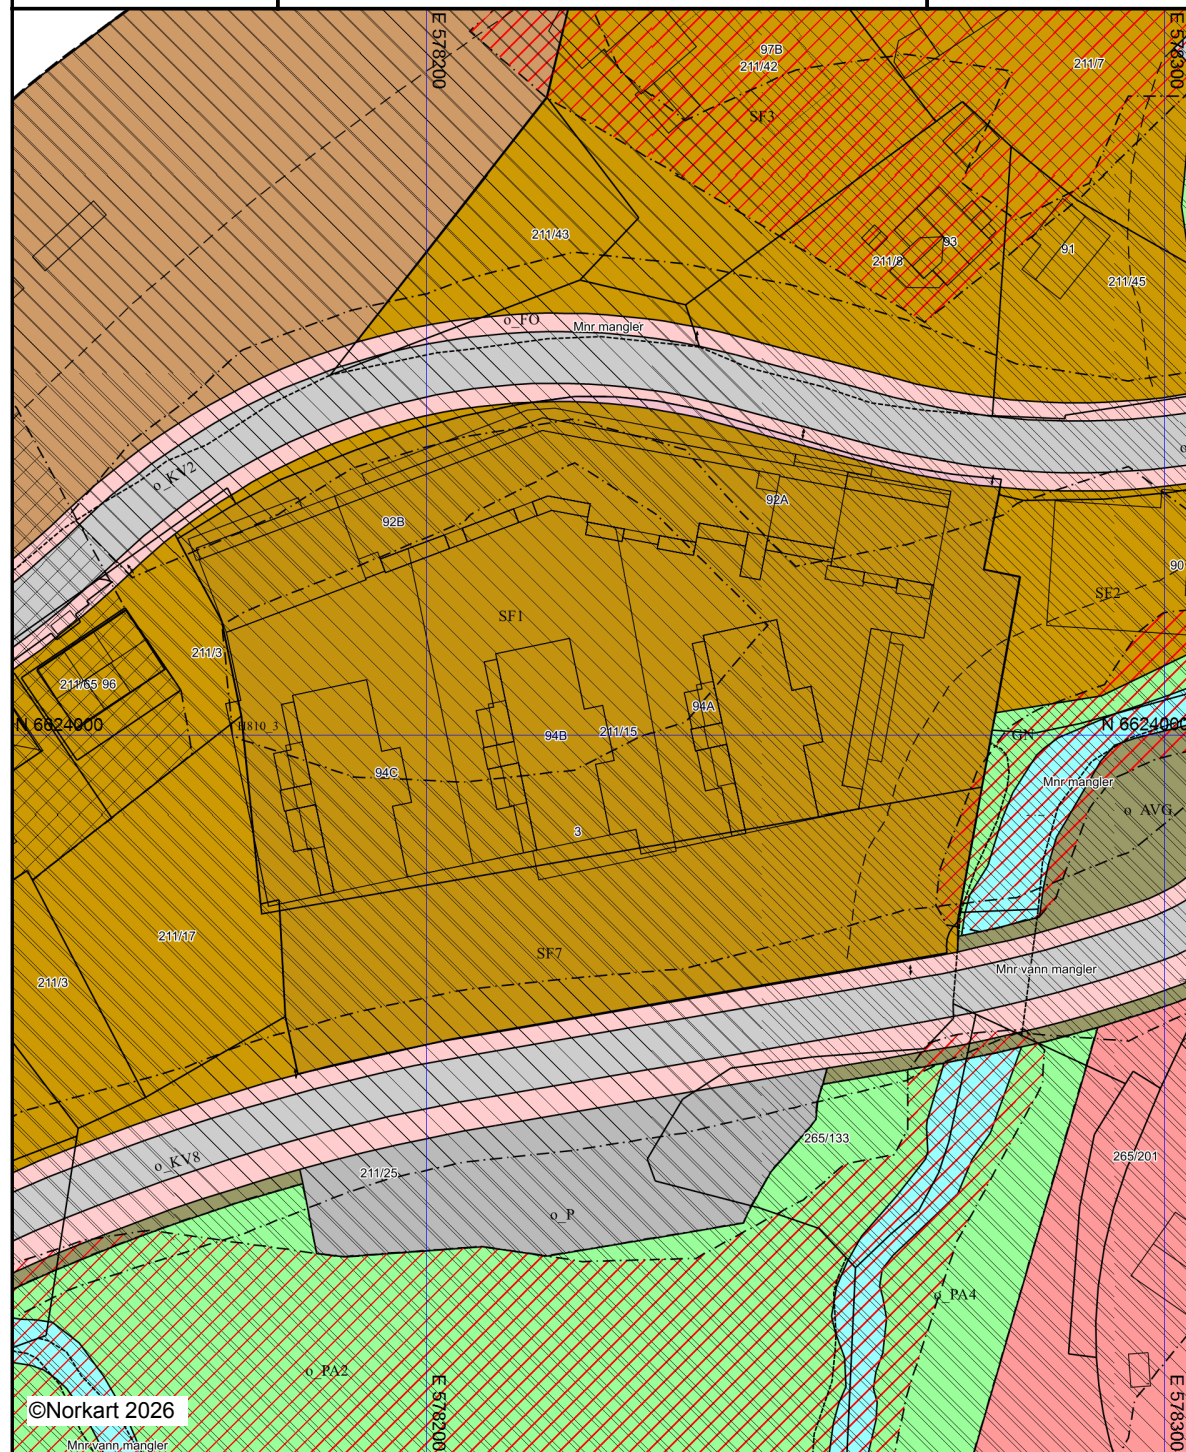 E 578200
E 578300
97B
211/42
211/7
SF3
211/43
93
91
211/8
211/45
o_FO
Mnr mangler
o_KV2
92B
92A
90
SF1
SF2
211/3
211/65 96
N 6624000
H810_3
94A
94B
211/15
94C
GN
N 6624000
Mnr mangler
o_AVG
3
211/17
SF7
Mnr vann mangler
211/3
265/133
o_KV8
211/25
265/201
o_P
o_PA4
o_PA2
E 578200
E 578300
©Norkart 2026
Mnr vann mangler